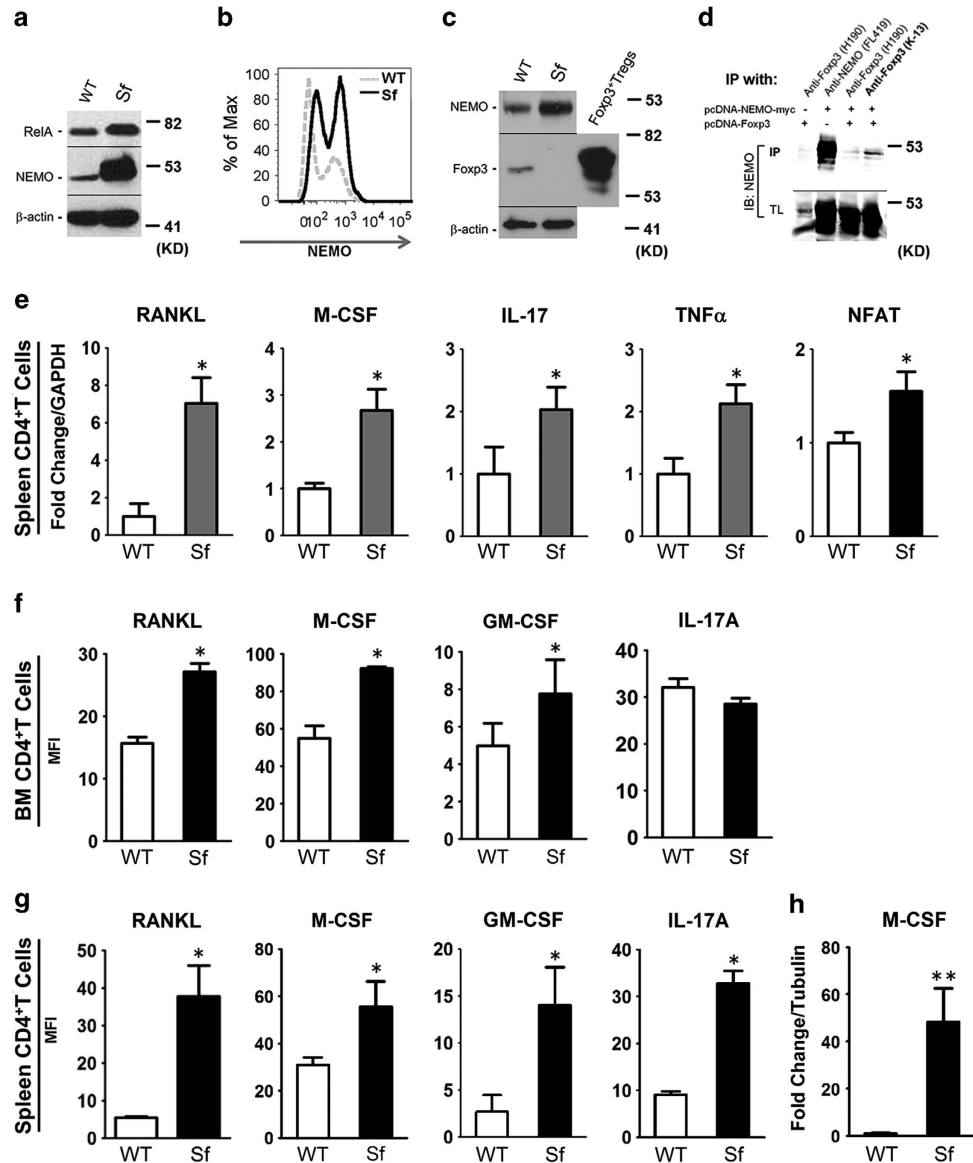 a
WT Sf
RelA - 82
NEMO - 53
β-actin - 41
(KD)
b
100
80
60
40
20
0
% of Max
WT
Sf
010² 10³ 10⁴ 10⁵
NEMO
c
WT Sf Foxp3⁺Tregs
NEMO - 53
82
Foxp3 -
53
β-actin - 41
(KD)
d
Anti-Foxp3 (H190)
Anti-NEMO (FL419)
Anti-Foxp3 (H190)
Anti-Foxp3 (K-13)
IP with:
pcDNA-NEMO-myc - + + +
pcDNA-Foxp3 + - + +
IB: NEMO
IP 53
TL 53
(KD)
e
Spleen CD4⁺T Cells
Fold Change/GAPDH
RANKL
10
8
6
4
2
0
*
WT Sf
M-CSF
4
3
2
1
0
*
WT Sf
IL-17
3
2
1
0
*
WT Sf
TNFα
3
2
1
0
*
WT Sf
NFAT
2
1
0
*
WT Sf
f
BM CD4⁺T Cells
MFI
RANKL
30
20
10
0
*
WT Sf
M-CSF
100
80
60
40
20
0
*
WT Sf
GM-CSF
10
8
6
4
2
0
*
WT Sf
IL-17A
40
30
20
10
0
WT Sf
g
Spleen CD4⁺T Cells
MFI
RANKL
50
40
30
20
10
0
*
WT Sf
M-CSF
80
60
40
20
0
*
WT Sf
GM-CSF
20
15
10
5
0
*
WT Sf
IL-17A
40
30
20
10
0
*
WT Sf
h
M-CSF
Fold Change/Tubulin
80
60
40
20
0
**
WT Sf